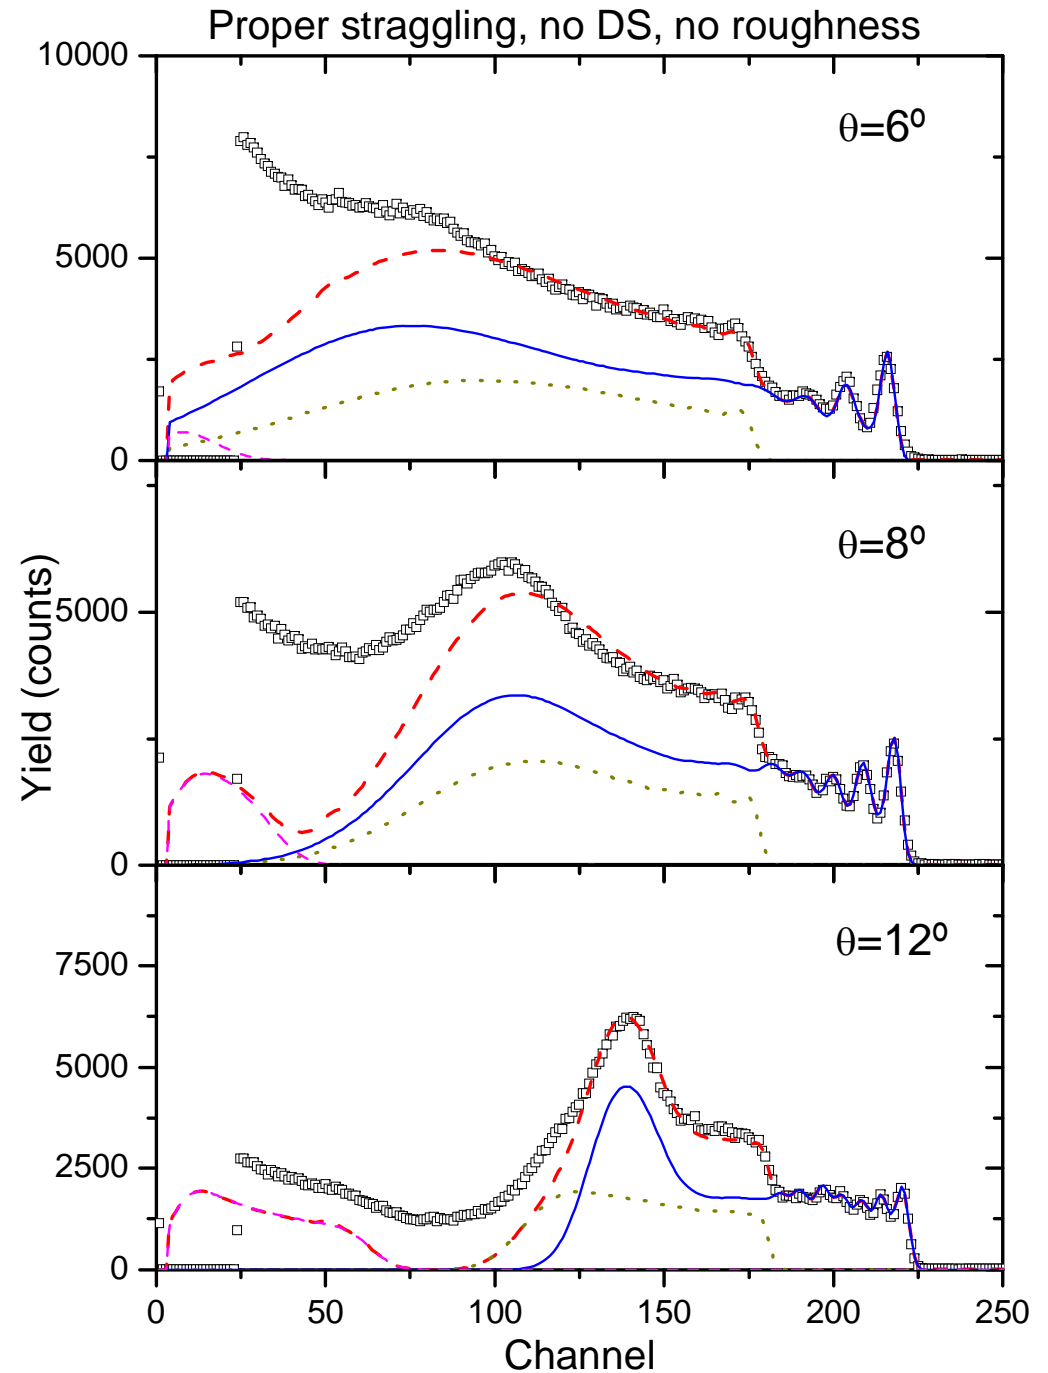 Proper straggling, no DS, no roughness
10000
θ=6º
5000
0
θ=8º
5000
0
Yield (counts)
θ=12º
7500
5000
2500
0
0 50 100 150 200 250
Channel